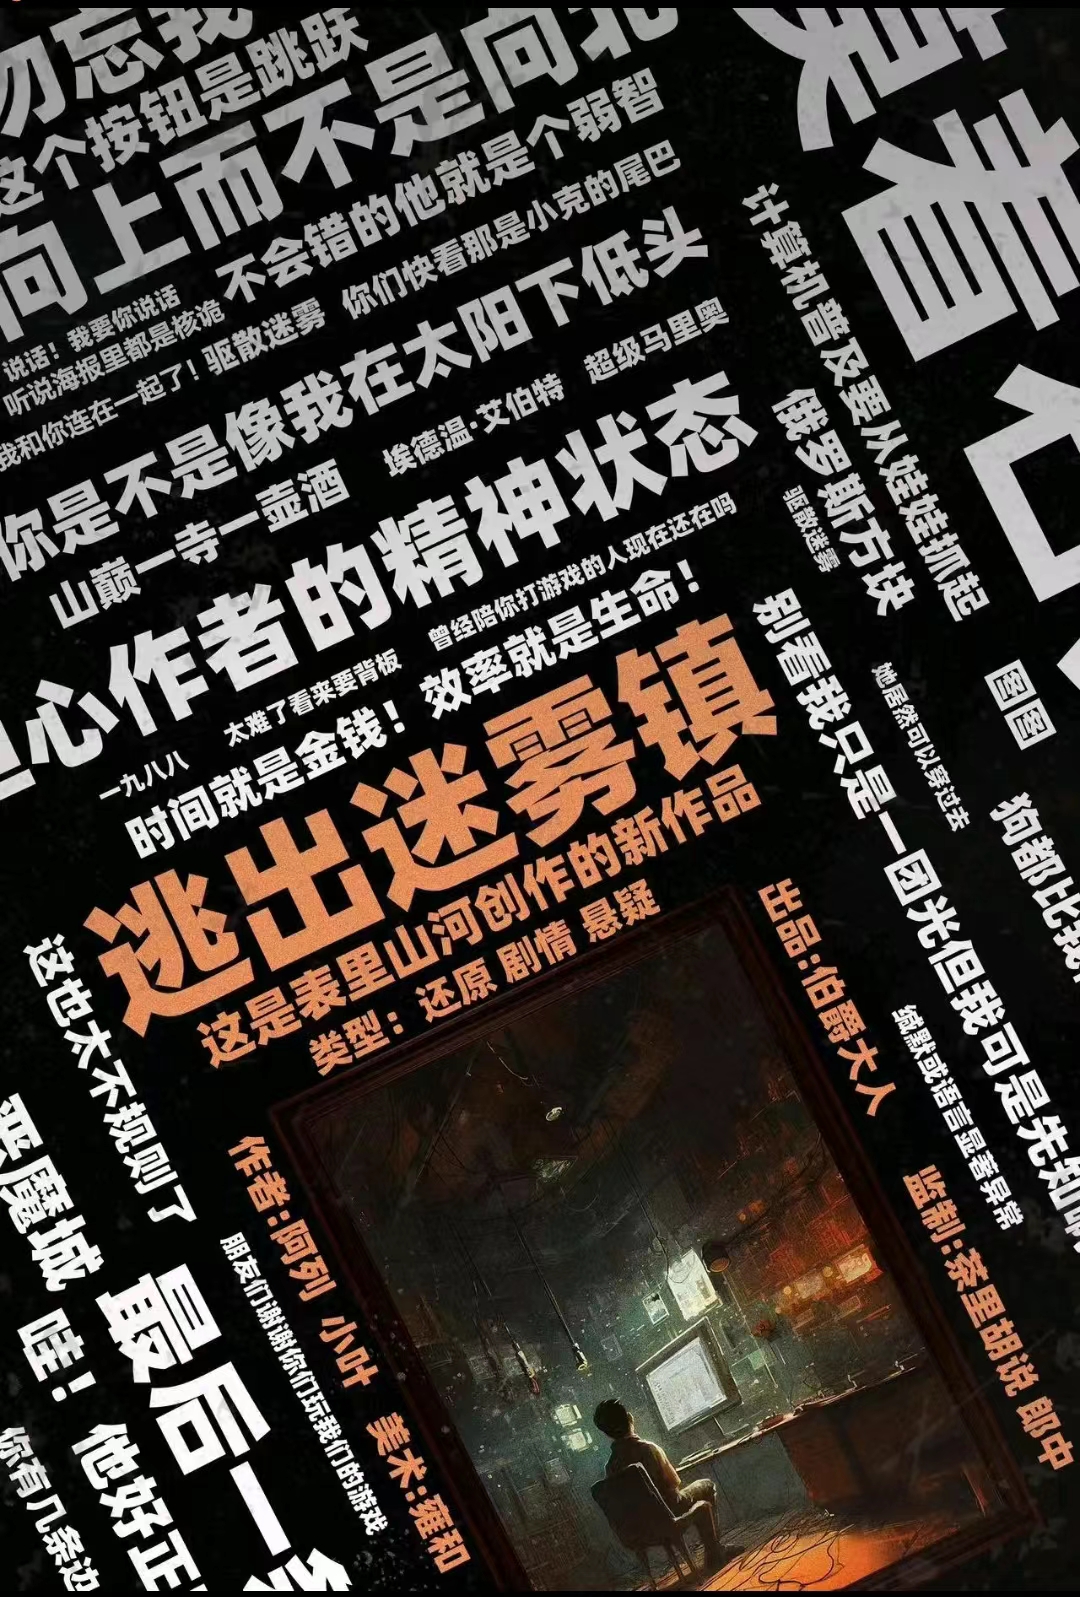 勿忘我
这个按钮是跳跃
向上而不是向北
不会错的他就是个弱智
说话！我要你说话
听说海报里都是核诡
你们快看那是小克的尾巴
我和你连在一起了！驱散迷雾
你是不是像我在太阳下低头
超级马里奥
埃德温·艾伯特
山巅一寺一壶酒
心作者的精神状态
曾经陪你打游戏的人现在还在吗
太难了看来要背板
效率就是生命！
一九八八
时间就是金钱！
逃出迷雾镇
这是表里山河创作的新作品
类型：还原 剧情 悬疑
看
计算机普及要从娃娃抓起
俄罗斯方块
驱散迷雾
图图
别看我只是一团光但我可是先知
她居然可以穿过去
狗都比我
出品:伯爵大人
缄默或语言显著异常
监制:茶里胡说 郎中
这也太不规则了
恶魔城
哇！
他好正
你有几条边
最后一条
作者:阿列 小叶
朋友们谢谢你们玩我们的游戏
美术:雍和